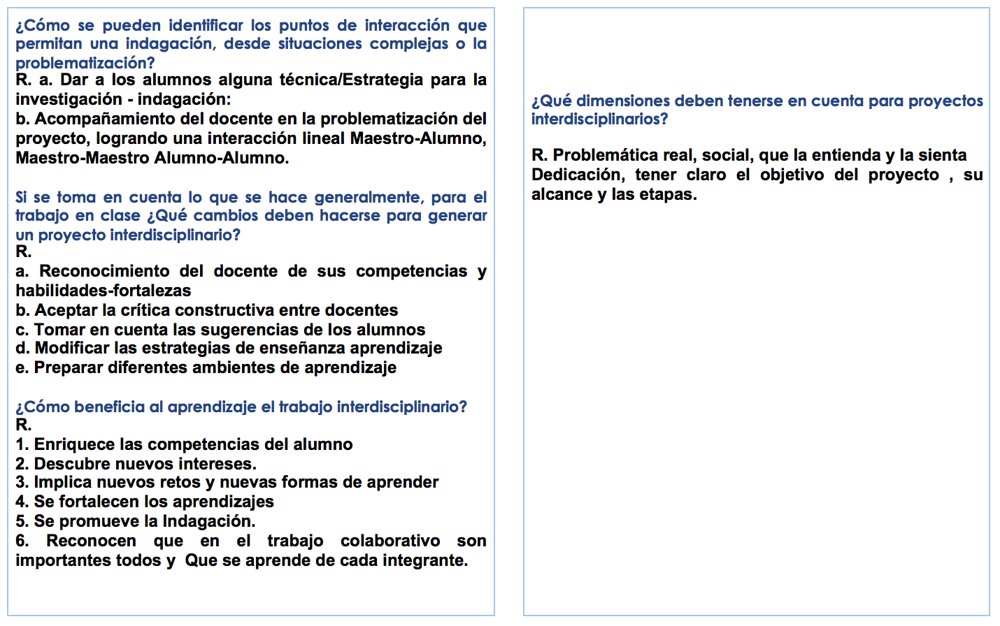 ¿Cómo se pueden identificar los puntos de interacción que
permitan una indagación, desde situaciones complejas o la
problematización?
R. a. Dar a los alumnos alguna técnica/Estrategia para la
investigación - indagación:
b. Acompañamiento del docente en la problematización del
proyecto, logrando una interacción lineal Maestro-Alumno,
Maestro-Maestro Alumno-Alumno.
Si se toma en cuenta lo que se hace generalmente, para el
trabajo en clase ¿Qué cambios deben hacerse para generar
un proyecto interdisciplinario?
R.
a. Reconocimiento del docente de sus competencias y
habilidades-fortalezas
b. Aceptar la crítica constructiva entre docentes
c. Tomar en cuenta las sugerencias de los alumnos
d. Modificar las estrategias de enseñanza aprendizaje
e. Preparar diferentes ambientes de aprendizaje
¿Cómo beneficia al aprendizaje el trabajo interdisciplinario?
R.
1. Enriquece las competencias del alumno
2. Descubre nuevos intereses.
3. Implica nuevos retos y nuevas formas de aprender
4. Se fortalecen los aprendizajes
5. Se promueve la Indagación.
6. Reconocen que en el trabajo colaborativo son
importantes todos y Que se aprende de cada integrante.
¿Qué dimensiones deben tenerse en cuenta para proyectos
interdisciplinarios?
R. Problemática real, social, que la entienda y la sienta
Dedicación, tener claro el objetivo del proyecto , su
alcance y las etapas.